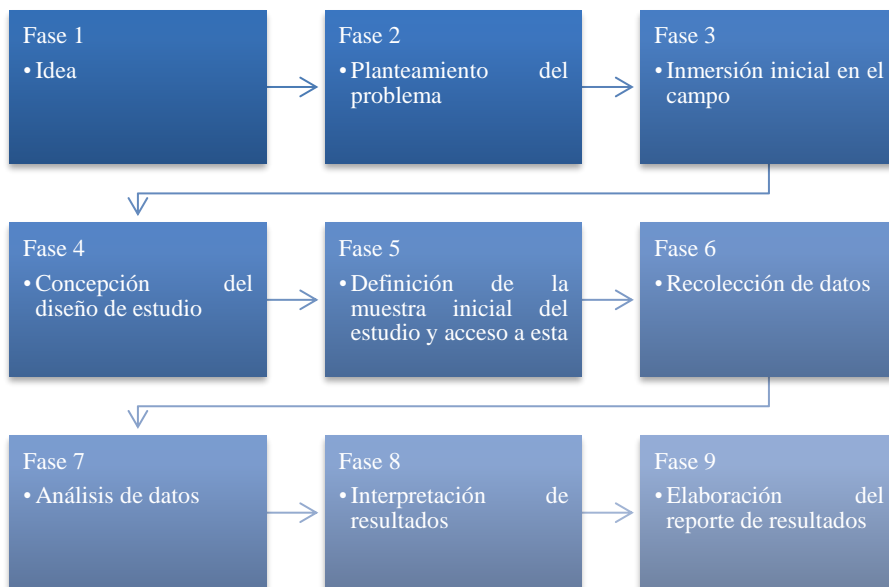 Fase 1
• Idea
Fase 2
• Planteamiento del
problema
Fase 3
• Inmersión inicial en el
campo
Fase 4
• Concepción del
diseño de estudio
Fase 5
• Definición de la
muestra inicial del
estudio y acceso a esta
Fase 6
• Recolección de datos
Fase 7
• Análisis de datos
Fase 8
• Interpretación de
resultados
Fase 9
• Elaboración del
reporte de resultados